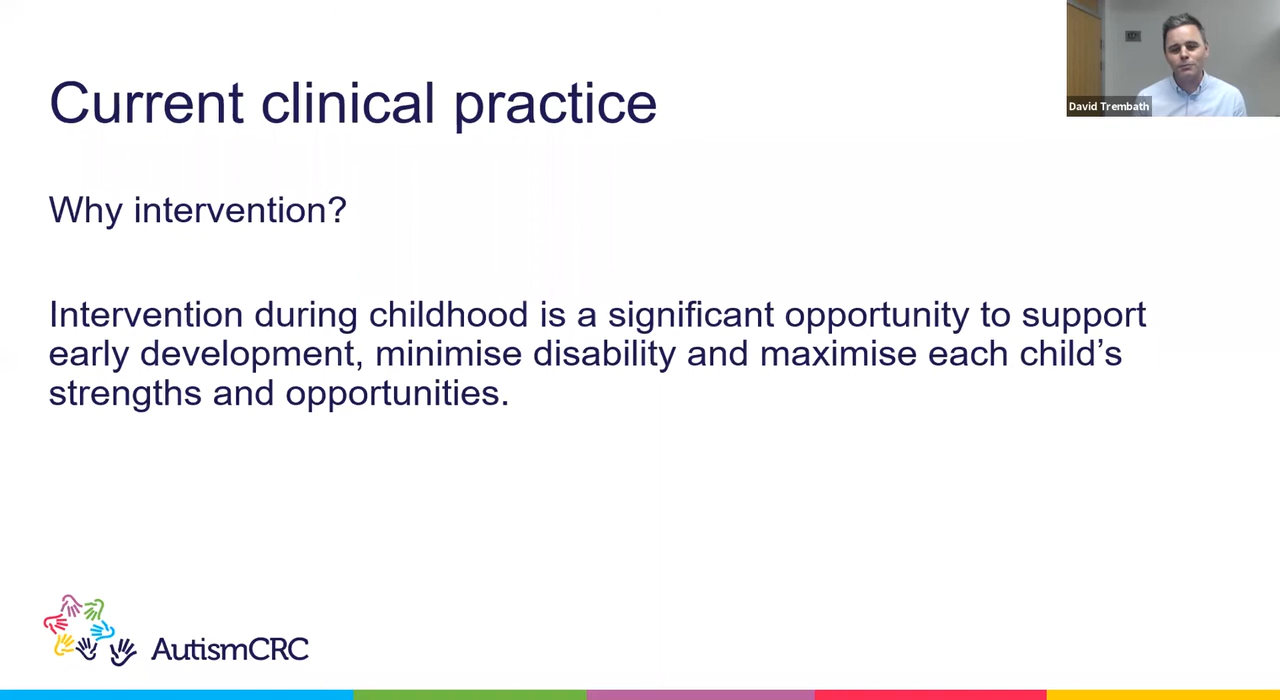 Current clinical practice
David Trembath
Why intervention?
Intervention during childhood is a significant opportunity to support
early development, minimise disability and maximise each child’s
strengths and opportunities.
AutismCRC